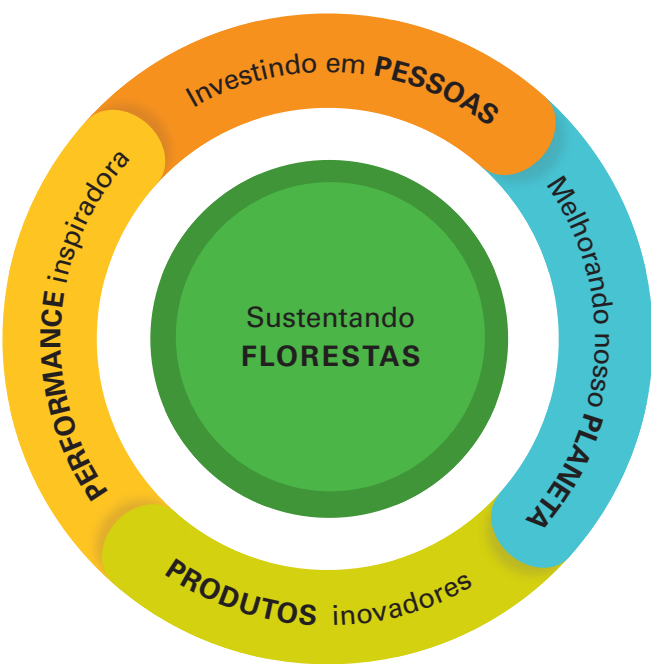 Investindo em PESSOAS
Melhorando nosso PLANETA
PRODUTOS inovadores
PERFORMANCE inspiradora
Sustentando
FLORESTAS